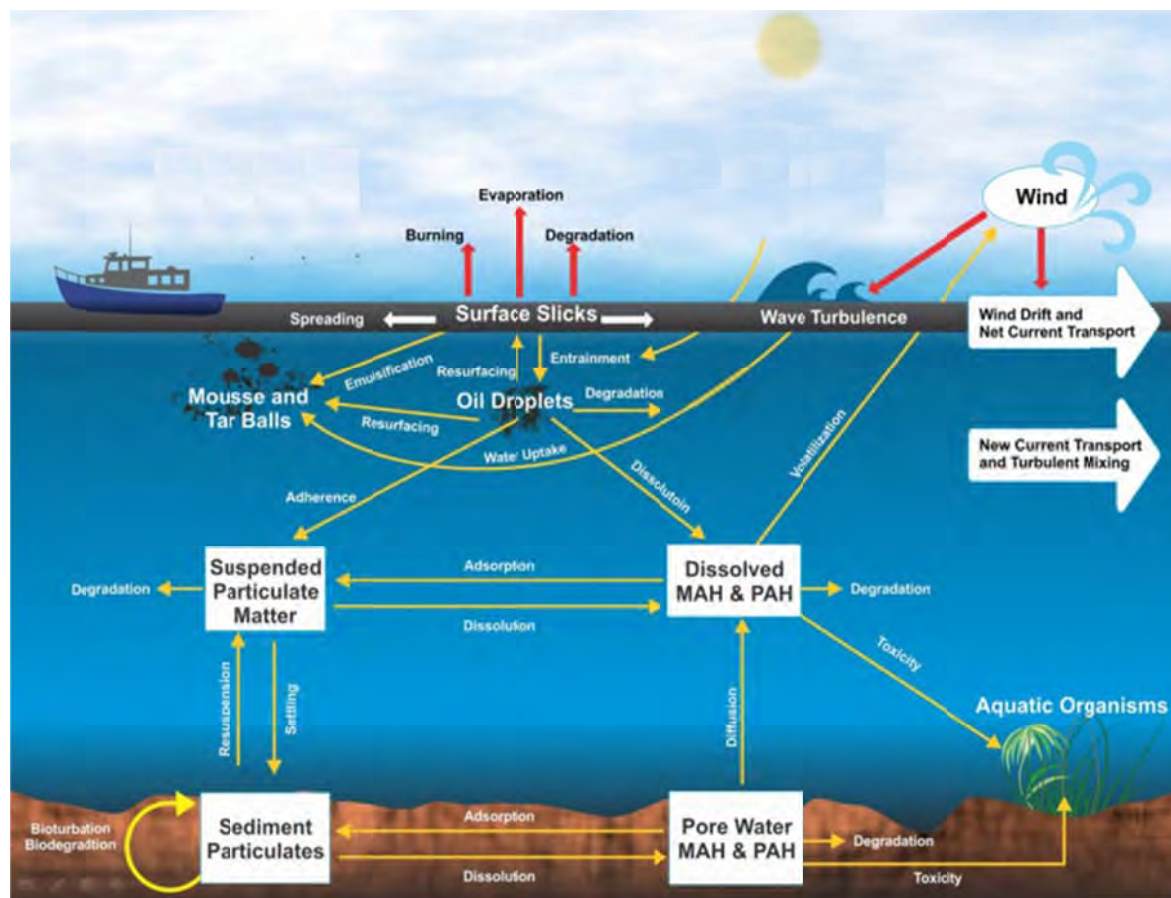 Wind
Evaporation
Burning
Degradation
Spreading
Surface Slicks
Wave Turbulence
Wind Drift and
Net Current Transport
Emuisification
Resurfacing
Entrainment
Mousse and
Tar Balls
Oil Droplets
Degradation
Resurfacing
Water Uptake
Dissolutoin
Volatilization
New Current Transport
and Turbulent Mixing
Adherence
Suspended
Particulate
Matter
Degradation
Adsorption
Dissolution
Dissolved
MAH & PAH
Degradation
Toxicity
Resuspension
Settling
Diffusion
Aquatic Organisms
Bioturbation
Biodegradtion
Sediment
Particulates
Adsorption
Dissolution
Pore Water
MAH & PAH
Degradation
Toxicity